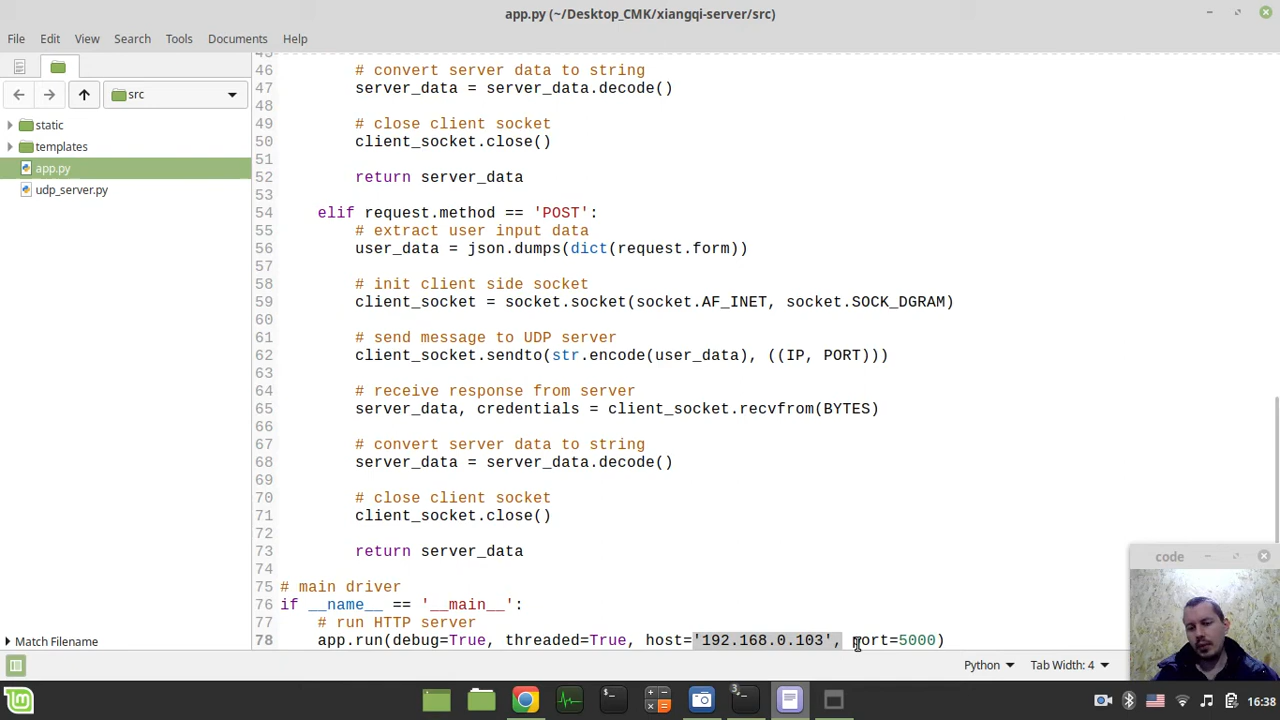 app.py (~/Desktop_CMK/xiangqi-server/src)
File Edit View Search Tools Documents Help
src
static
templates
app.py
udp_server.py
46 # convert server data to string
47 server_data = server_data.decode()
48
49 # close client socket
50 client_socket.close()
51
52 return server_data
53
54 elif request.method == 'POST':
55 # extract user input data
56 user_data = json.dumps(dict(request.form))
57
58 # init client side socket
59 client_socket = socket.socket(socket.AF_INET, socket.SOCK_DGRAM)
60
61 # send message to UDP server
62 client_socket.sendto(str.encode(user_data), ((IP, PORT)))
63
64 # receive response from server
65 server_data, credentials = client_socket.recvfrom(BYTES)
66
67 # convert server data to string
68 server_data = server_data.decode()
69
70 # close client socket
71 client_socket.close()
72
73 return server_data
74
75 # main driver
76 if __name__ == '__main__':
77 # run HTTP server
78 app.run(debug=True, threaded=True, host='192.168.0.103', port=5000)
code
Match Fullname
Python Tab Width: 4
16:38